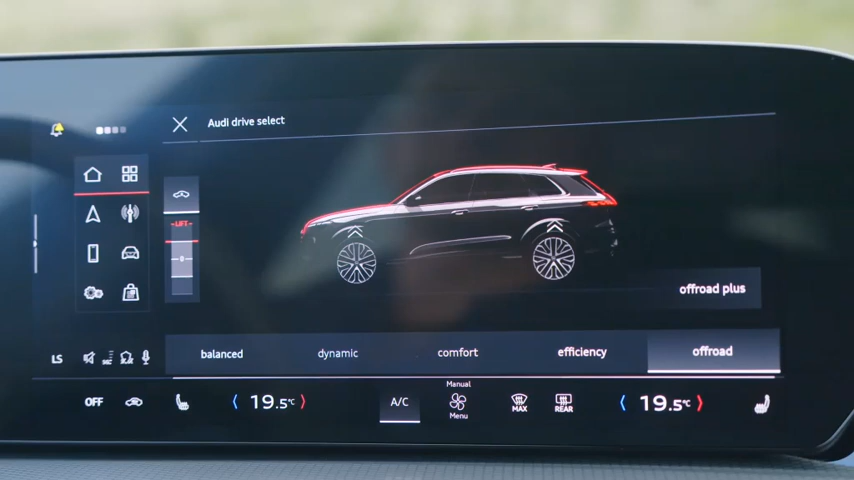 Audi drive select
LIFT
0
offroad plus
balanced
dynamic
comfort
efficiency
offroad
LS
Manual
OFF
19.5°C
A/C
Menu
MAX
REAR
19.5°C